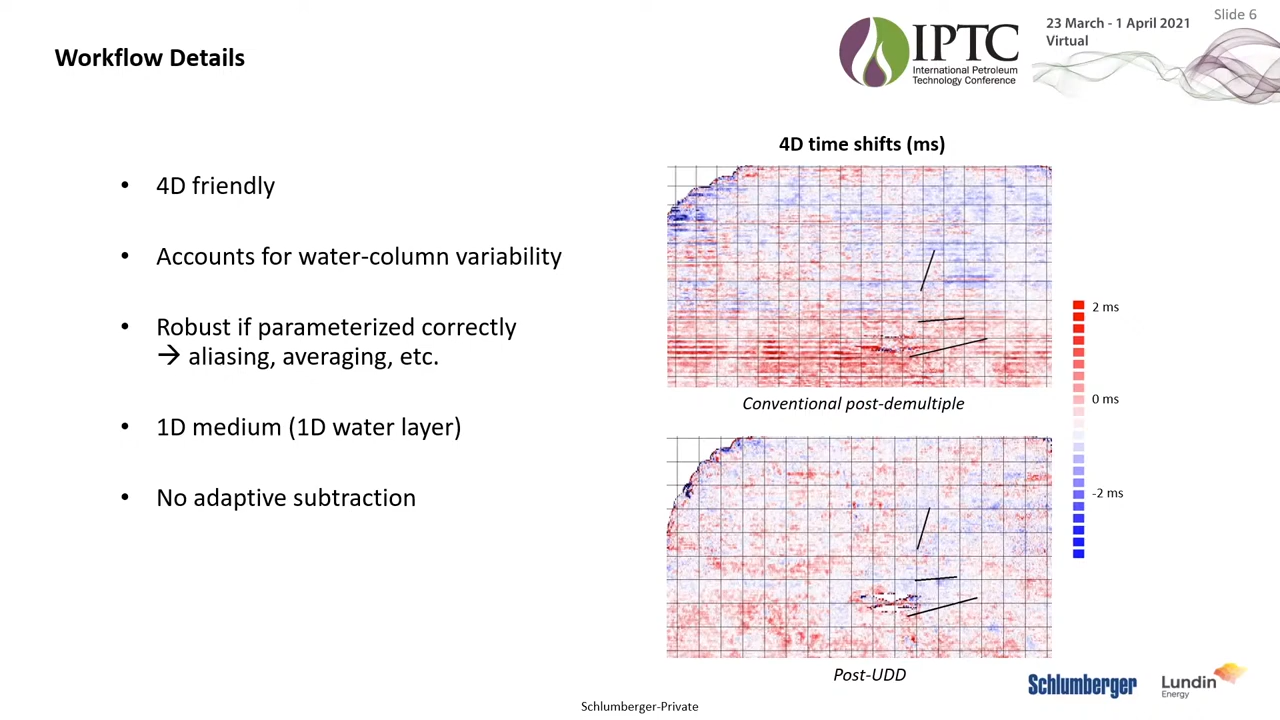 Slide 6
Workflow Details
IPTC
International Petroleum
Technology Conference
23 March - 1 April 2021
Virtual
• 4D friendly
• Accounts for water-column variability
• Robust if parameterized correctly
→ aliasing, averaging, etc.
• 1D medium (1D water layer)
• No adaptive subtraction
4D time shifts (ms)
Conventional post-demultiple
2 ms
0 ms
-2 ms
Post-UDD
Schlumberger
Lundin
Energy
Schlumberger-Private